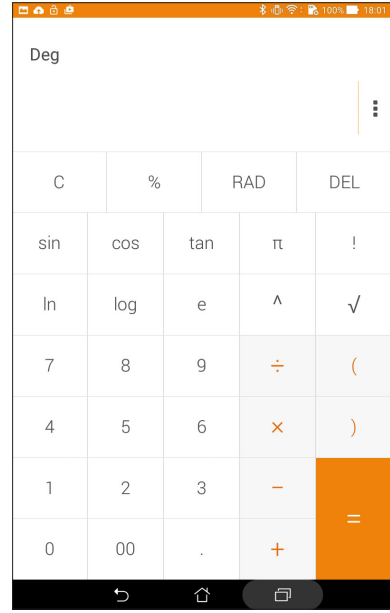 100% 18:01
Deg
C % RAD DEL
sin cos tan π !
ln log e ^ √
7 8 9 ÷ (
4 5 6 × )
1 2 3 −
=
0 00 . +